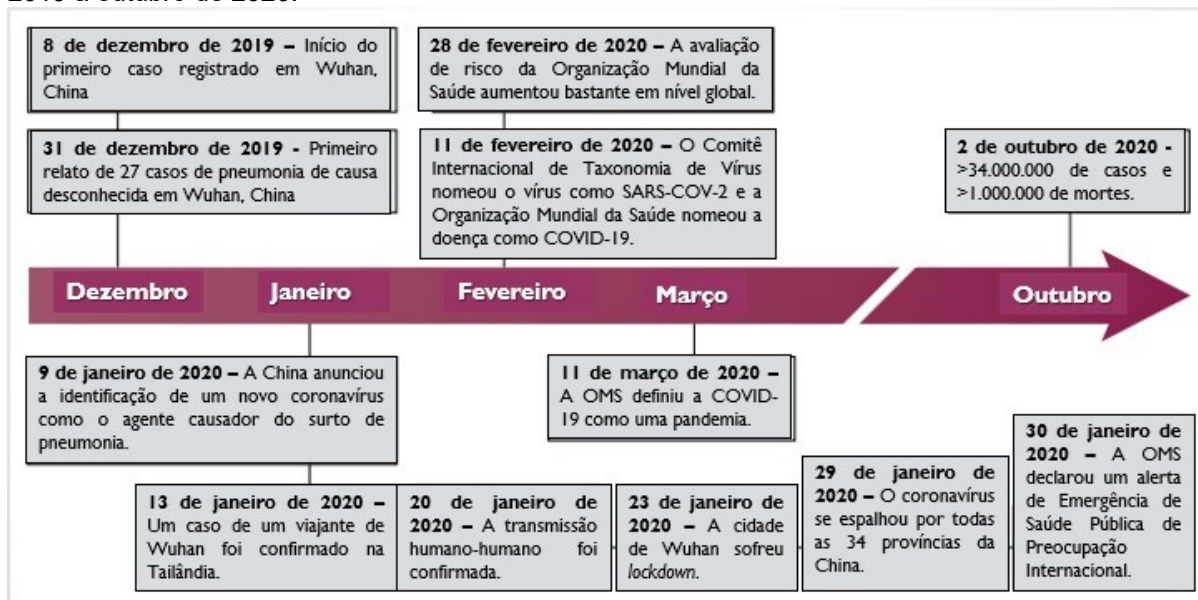 2019 a outubro de 2020.
8 de dezembro de 2019 – Início do
primeiro caso registrado em Wuhan,
China
31 de dezembro de 2019 - Primeiro
relato de 27 casos de pneumonia de causa
desconhecida em Wuhan, China
28 de fevereiro de 2020 – A avaliação
de risco da Organização Mundial da
Saúde aumentou bastante em nível global.
11 de fevereiro de 2020 – O Comitê
Internacional de Taxonomia de Vírus
nomeou o vírus como SARS-COV-2 e a
Organização Mundial da Saúde nomeou a
doença como COVID-19.
2 de outubro de 2020 -
>34.000.000 de casos e
>1.000.000 de mortes.
Dezembro
Janeiro
Fevereiro
Março
Outubro
9 de janeiro de 2020 – A China anunciou
a identificação de um novo coronavírus
como o agente causador do surto de
pneumonia.
11 de março de 2020 –
A OMS definiu a COVID-
19 como uma pandemia.
13 de janeiro de 2020 –
Um caso de um viajante de
Wuhan foi confirmado na
Tailândia.
20 de janeiro de
2020 – A transmissão
humano-humano foi
confirmada.
23 de janeiro de
2020 – A cidade
de Wuhan sofreu
lockdown.
29 de janeiro de
2020 – O coronavírus
se espalhou por todas
as 34 províncias da
China.
30 de janeiro de
2020 – A OMS
declarou um alerta
de Emergência de
Saúde Pública de
Preocupação
Internacional.